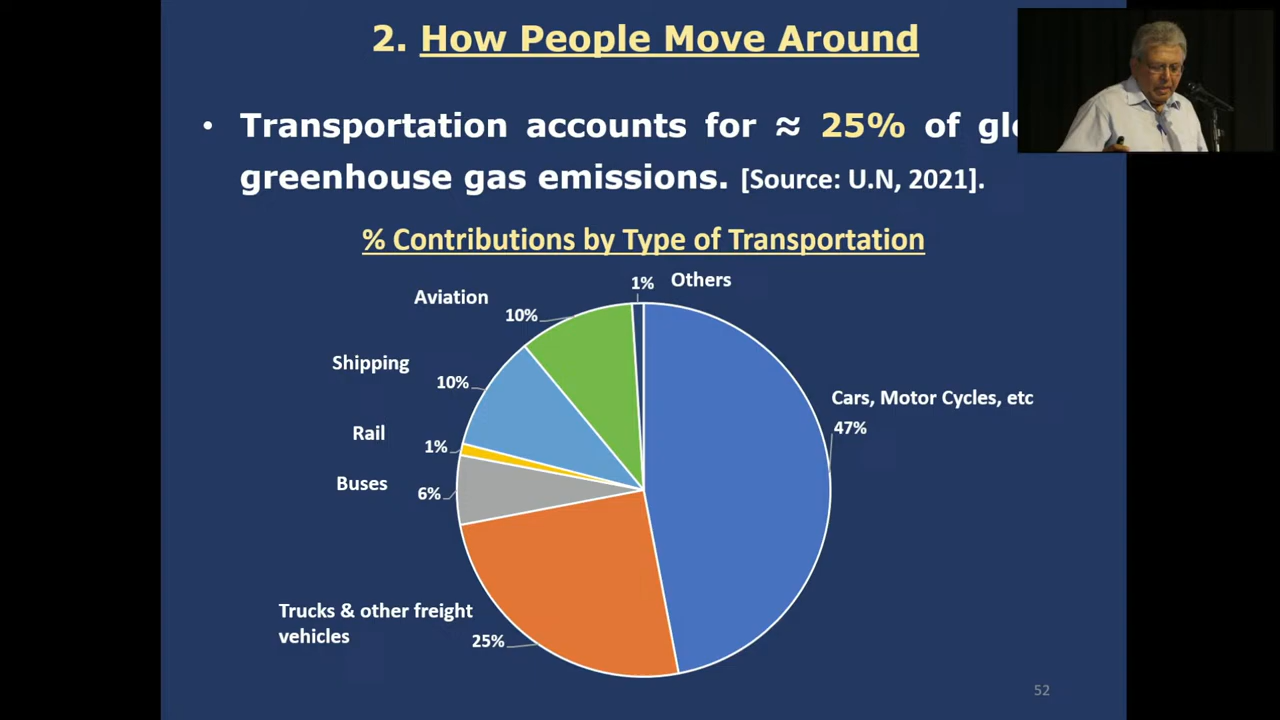 2. How People Move Around
• Transportation accounts for ≈ 25% of
greenhouse gas emissions. [Source: U.N, 2021].
% Contributions by Type of Transportation
1% Others
Aviation
10%
Shipping
10%
Cars, Motor Cycles, etc
47%
Rail
1%
Buses
6%
Trucks & other freight
vehicles
25%
52